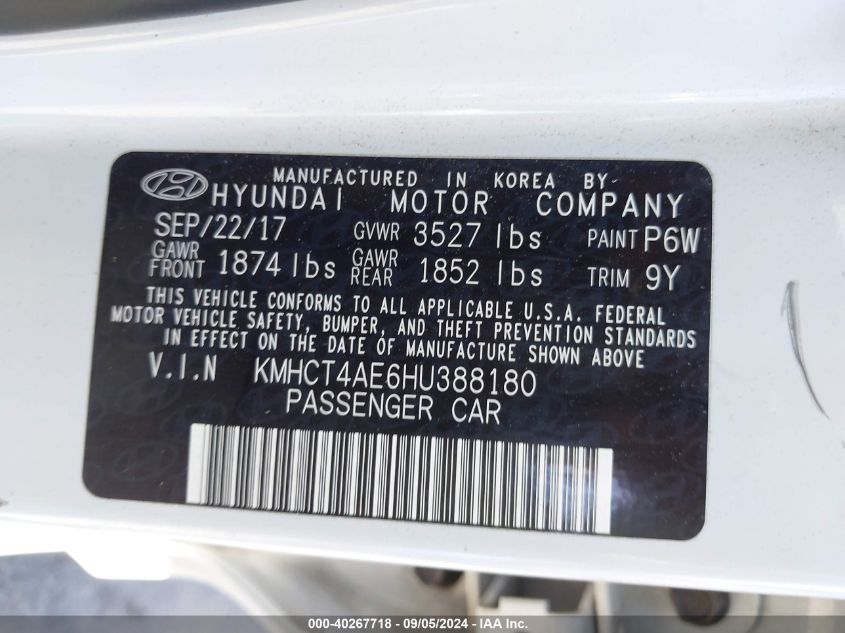 MANUFACTURED IN KOREA BY
HYUNDAI MOTOR COMPANY
SEP/22/17 GVWR 3527 lbs PAINT P6W
GAWR FRONT 1874 lbs GAWR REAR 1852 lbs TRIM 9Y
THIS VEHICLE CONFORMS TO ALL APPLICABLE U.S.A. FEDERAL
MOTOR VEHICLE SAFETY, BUMPER, AND THEFT PREVENTION STANDARDS
IN EFFECT ON THE DATE OF MANUFACTURE SHOWN ABOVE
V.I.N KMHCT4AE6HU388180
PASSENGER CAR
000-40267718 - 09/05/2024 - IAA Inc.